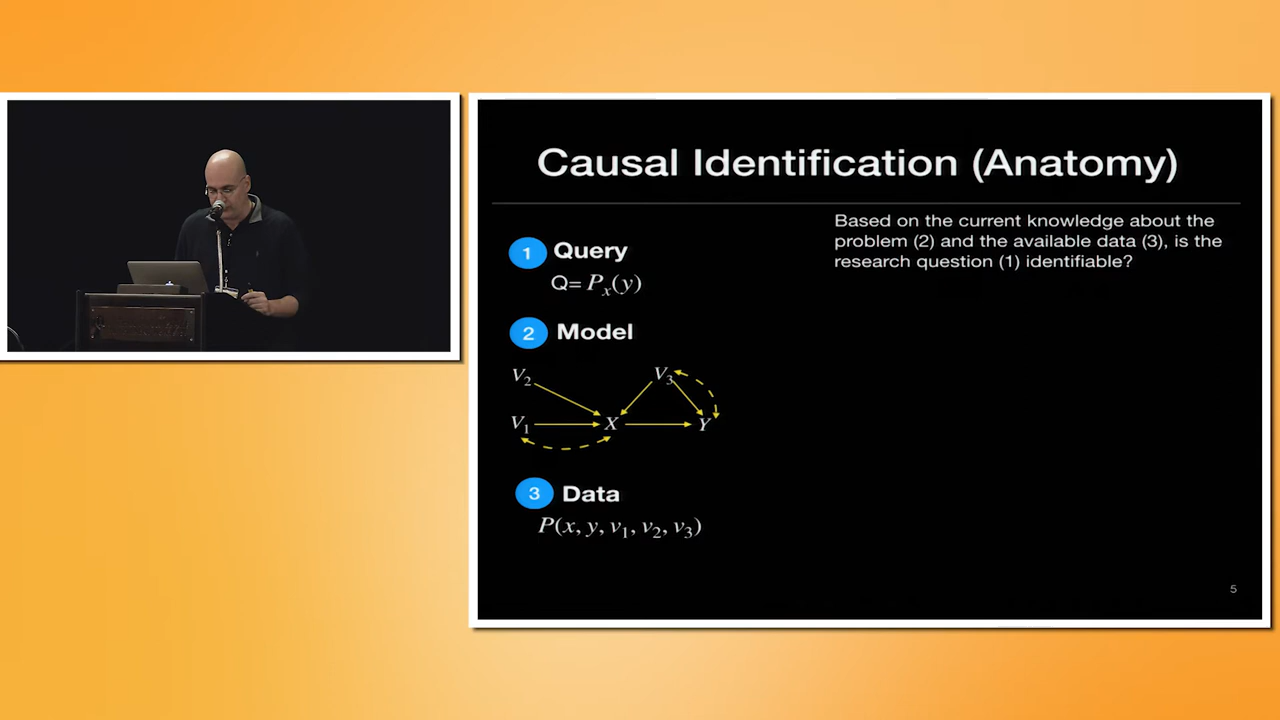 Causal Identification (Anatomy)
1 Query
Q= Pₓ(y)
2 Model
V₂
V₃
V₁
X
Y
3 Data
P(x, y, v₁, v₂, v₃)
Based on the current knowledge about the
problem (2) and the available data (3), is the
research question (1) identifiable?
5